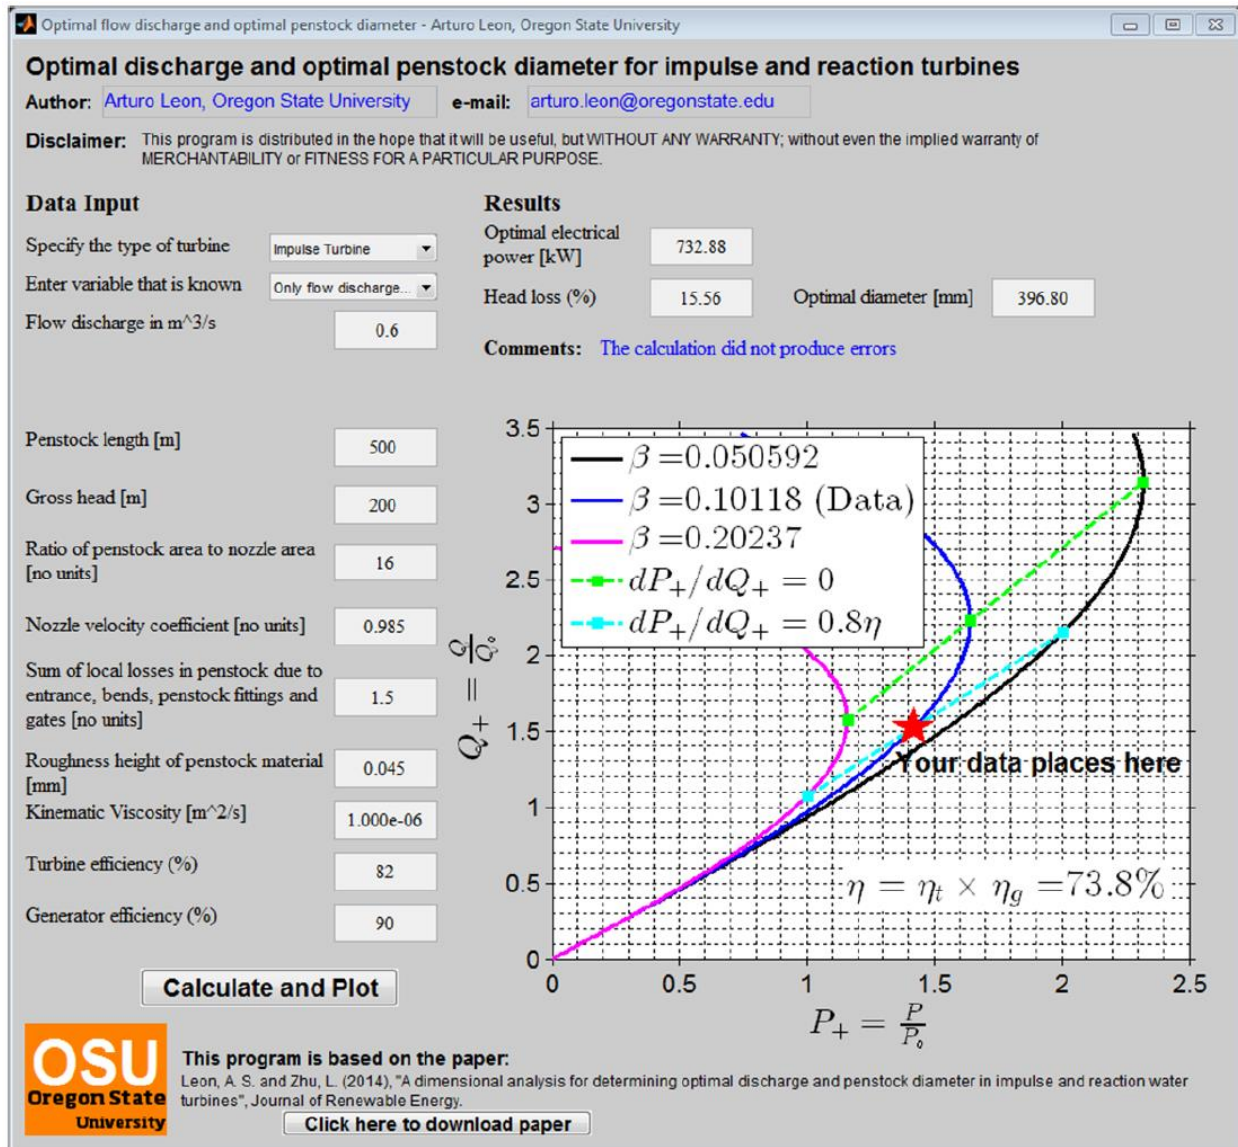 Optimal flow discharge and optimal penstock diameter - Arturo Leon, Oregon State University
Optimal discharge and optimal penstock diameter for impulse and reaction turbines
Author: Arturo Leon, Oregon State University e-mail: arturo.leon@oregonstate.edu
Disclaimer: This program is distributed in the hope that it will be useful, but WITHOUT ANY WARRANTY; without even the implied warranty of
MERCHANTABILITY or FITNESS FOR A PARTICULAR PURPOSE.
Data Input
Specify the type of turbine Impulse Turbine
Enter variable that is known Only flow discharge...
Flow discharge in m^3/s 0.6
Penstock length [m] 500
Gross head [m] 200
Ratio of penstock area to nozzle area
[no units] 16
Nozzle velocity coefficient [no units] 0.985
Sum of local losses in penstock due to
entrance, bends, penstock fittings and
gates [no units] 1.5
Roughness height of penstock material
[mm] 0.045
Kinematic Viscosity [m^2/s] 1.000e-06
Turbine efficiency (%) 82
Generator efficiency (%) 90
Calculate and Plot
Results
Optimal electrical
power [kW] 732.88
Head loss (%) 15.56 Optimal diameter [mm] 396.80
Comments: The calculation did not produce errors
β =0.050592
β =0.10118 (Data)
β =0.20237
dP₊/dQ₊ = 0
dP₊/dQ₊ = 0.8η
Your data places here
η = ηt × ηg =73.8%
3.5
3
2.5
2
1.5
1
0.5
0
Q₊ = Q/Qo
0 0.5 1 1.5 2 2.5
P₊ = P/Po
OSU
Oregon State
University
This program is based on the paper:
Leon, A. S. and Zhu, L. (2014), "A dimensional analysis for determining optimal discharge and penstock diameter in impulse and reaction water
turbines", Journal of Renewable Energy.
Click here to download paper